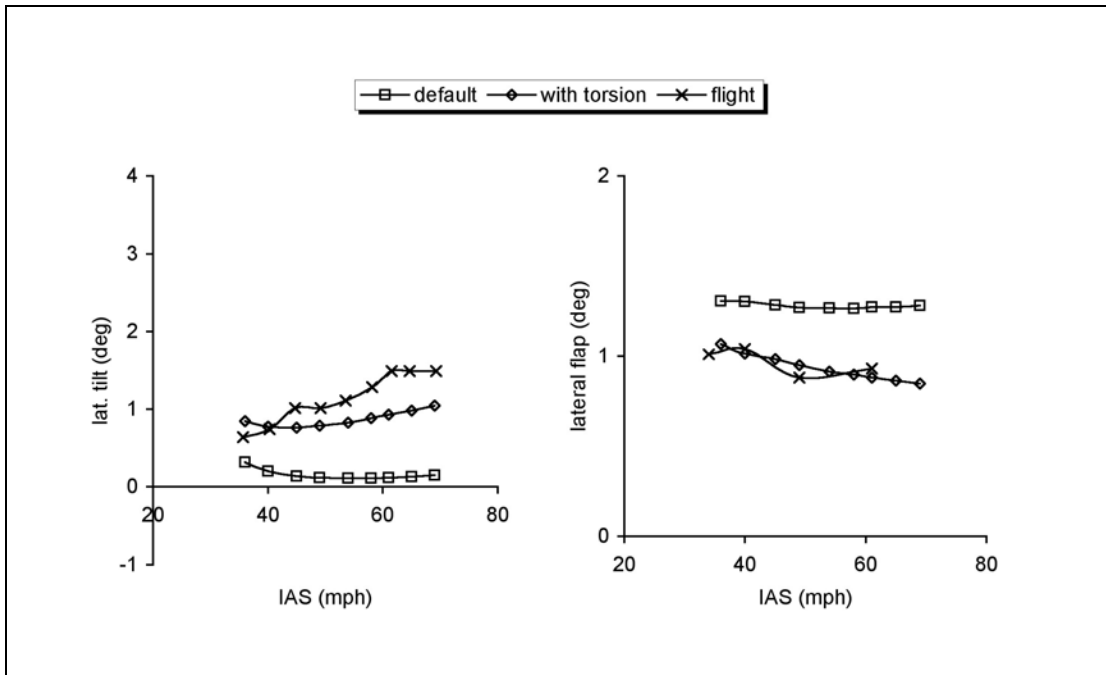 default with torsion flight
4
3
2
1
0
-1
20 40 60 80
lat. tilt (deg)
IAS (mph)
2
1
0
20 40 60 80
lateral flap (deg)
IAS (mph)